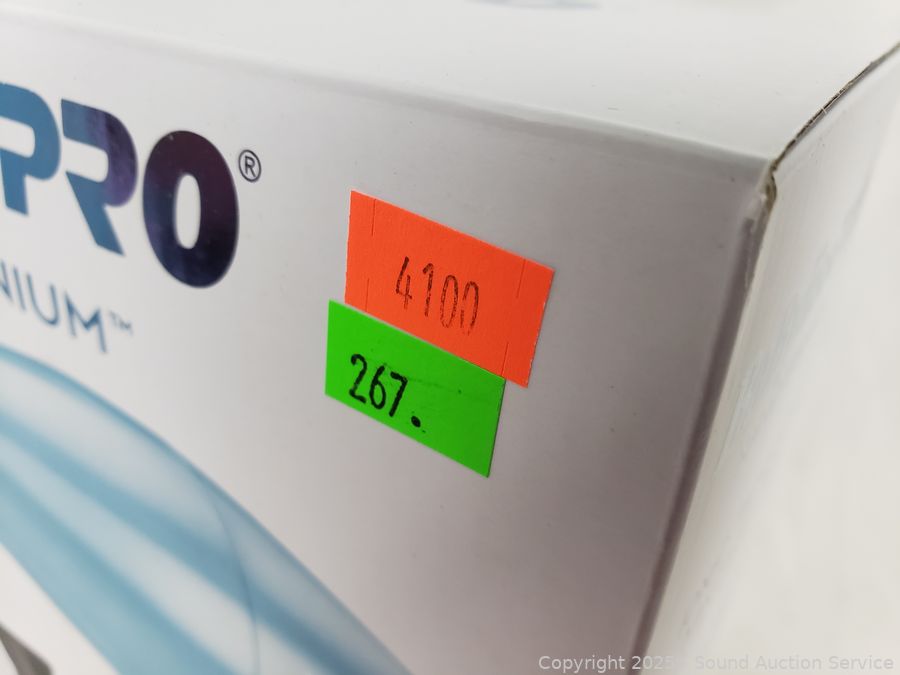 PRO®
NIUM™
4100
267.
Copyright 2025 - Sound Auction Service